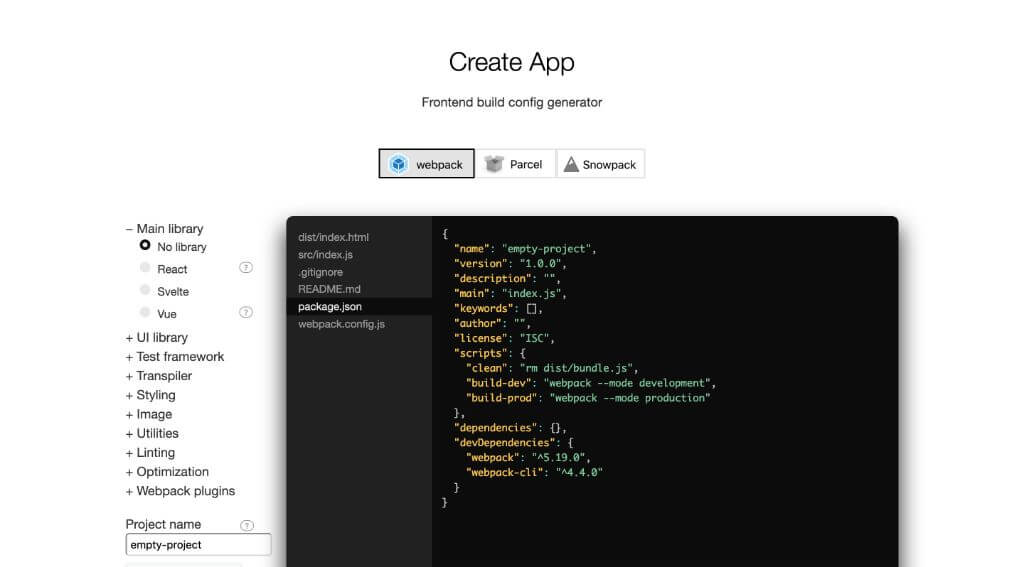 Create App
Frontend build config generator
webpack
Parcel
Snowpack
– Main library
No library
React ?
Svelte
Vue ?
+ UI library
+ Test framework
+ Transpiler
+ Styling
+ Image
+ Utilities
+ Linting
+ Optimization
+ Webpack plugins
Project name ?
empty-project
dist/index.html
src/index.js
.gitignore
README.md
package.json
webpack.config.js
{
"name": "empty-project",
"version": "1.0.0",
"description": "",
"main": "index.js",
"keywords": [],
"author": "",
"license": "ISC",
"scripts": {
"clean": "rm dist/bundle.js",
"build-dev": "webpack --mode development",
"build-prod": "webpack --mode production"
},
"dependencies": {},
"devDependencies": {
"webpack": "^5.19.0",
"webpack-cli": "^4.4.0"
}
}